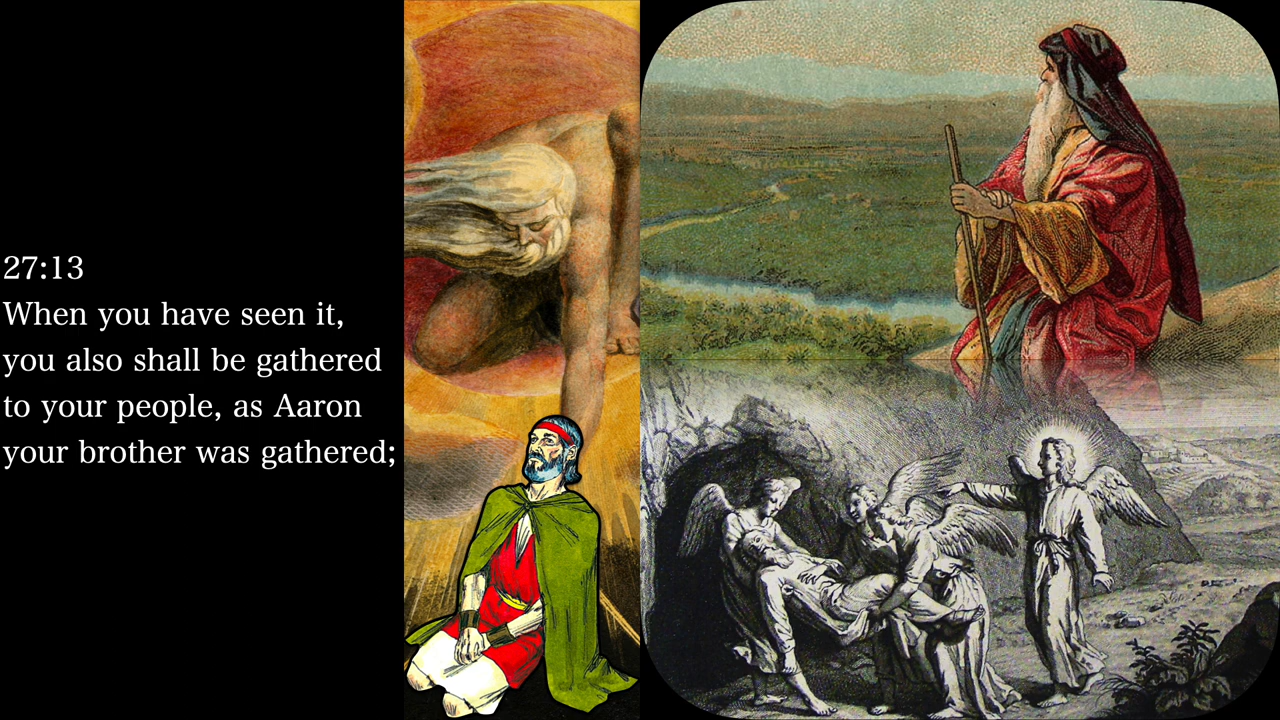 27:13
When you have seen it,
you also shall be gathered
to your people, as Aaron
your brother was gathered;